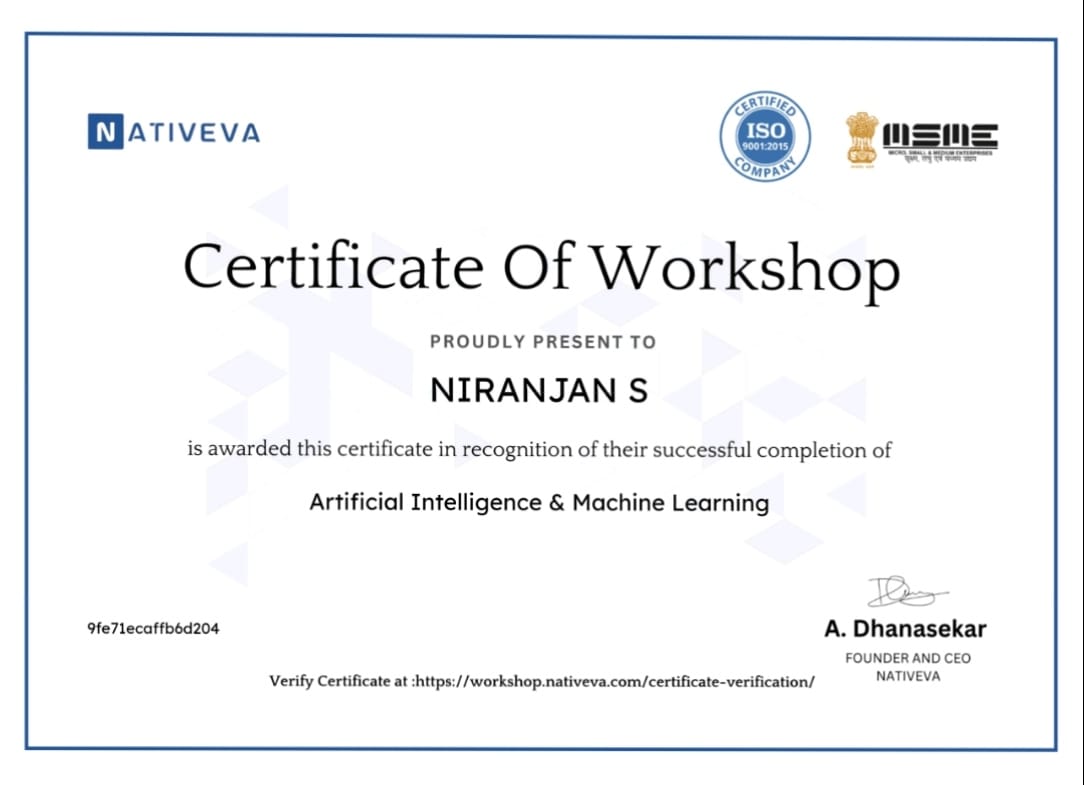 NATIVEVA
CERTIFIED
ISO
9001:2015
COMPANY
MSME
MICRO, SMALL & MEDIUM ENTERPRISES
सूक्ष्म, लघु एवं मध्यम उद्यम
Certificate Of Workshop
PROUDLY PRESENT TO
NIRANJAN S
is awarded this certificate in recognition of their successful completion of
Artificial Intelligence & Machine Learning
9fe71ecaffb6d204
A. Dhanasekar
FOUNDER AND CEO
NATIVEVA
Verify Certificate at :https://workshop.nativeva.com/certificate-verification/